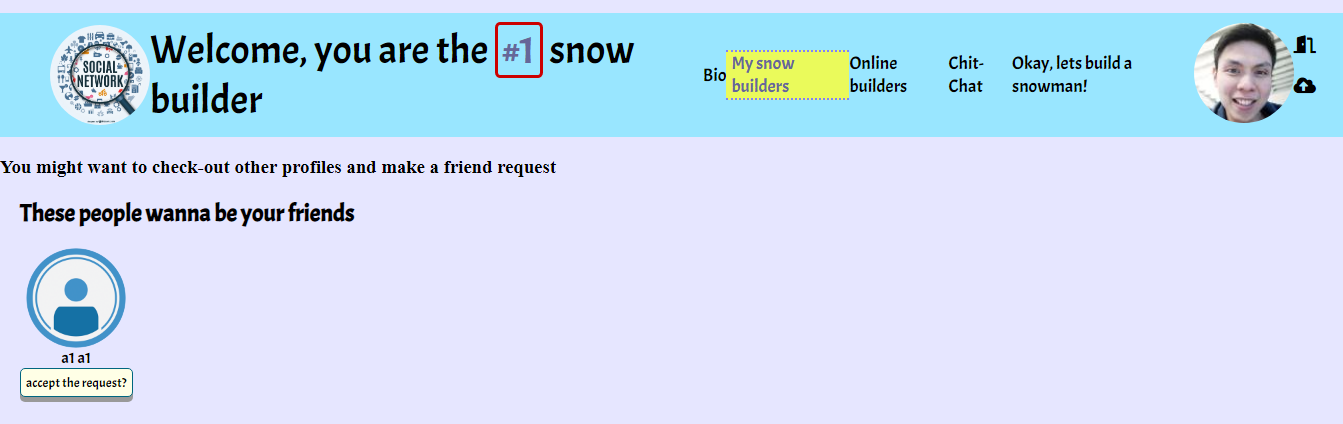 SOCIAL
NETWORK
Welcome, you are the #1 snow
builder
Bio
My snow
builders
Online
builders
Chit-
Chat
Okay, lets build a
snowman!
You might want to check-out other profiles and make a friend request
These people wanna be your friends
a1 a1
accept the request?